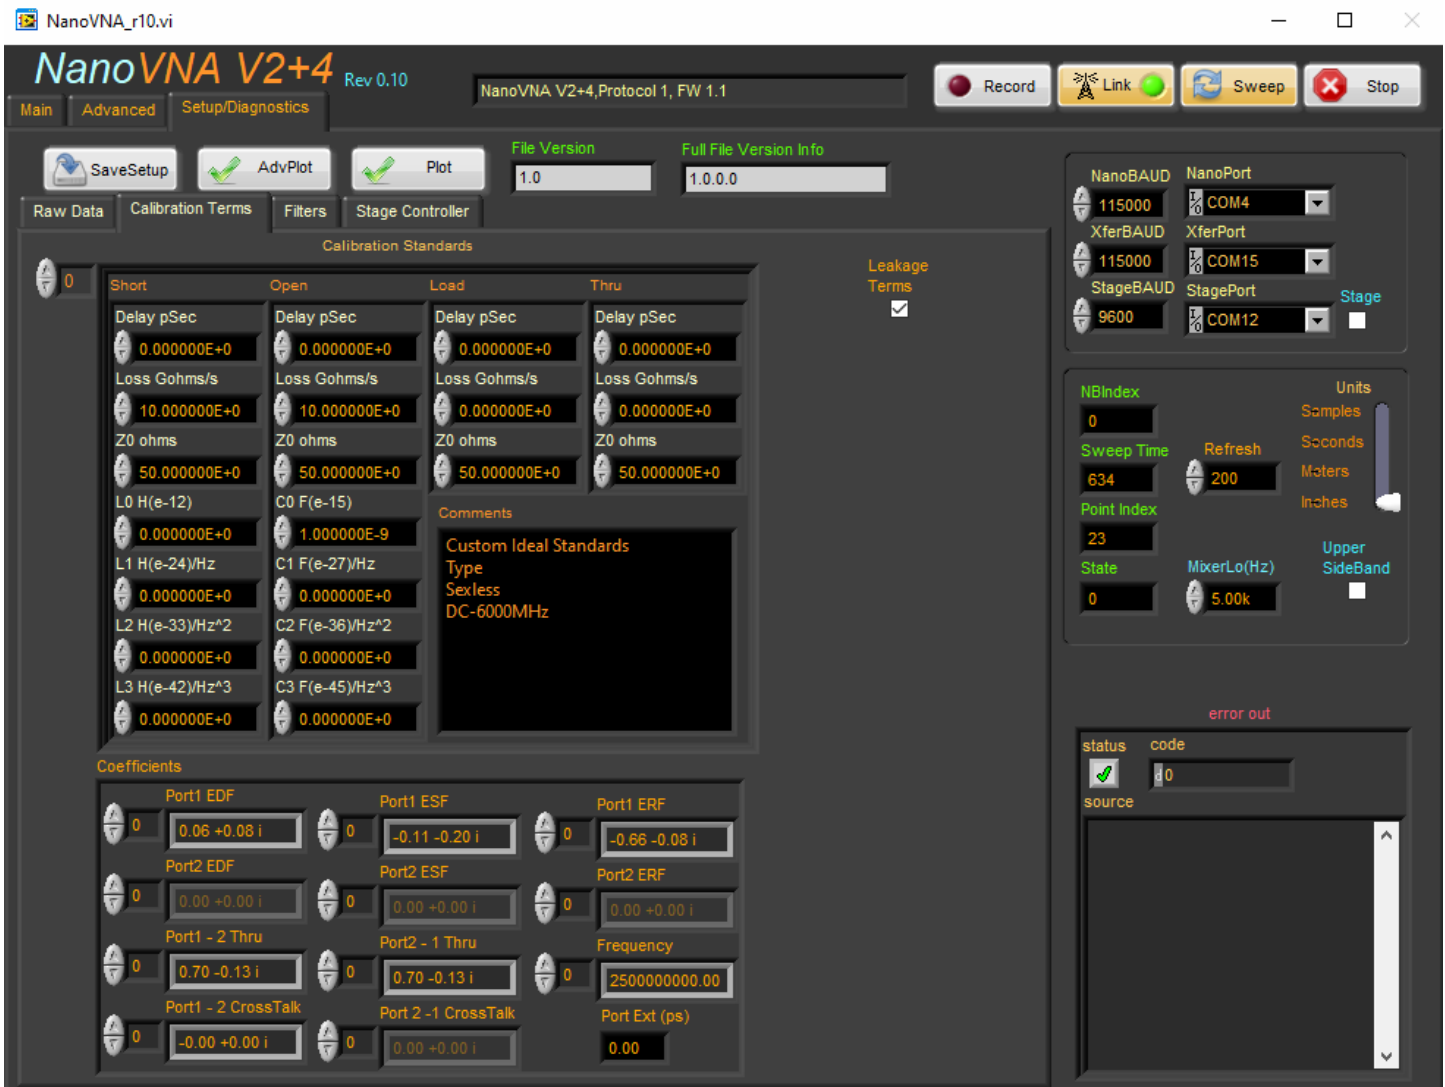 NanoVNA_r10.vi
NanoVNA V2+4 Rev 0.10
NanoVNA V2+4,Protocol 1, FW 1.1
Record
Link
Sweep
Stop
Main Advanced Setup/Diagnostics
SaveSetup
AdvPlot
Plot
File Version
1.0
Full File Version Info
1.0.0.0
Raw Data Calibration Terms Filters Stage Controller
Calibration Standards
0
Short Open Load Thru
Delay pSec Delay pSec Delay pSec Delay pSec
0.000000E+0 0.000000E+0 0.000000E+0 0.000000E+0
Loss Gohms/s Loss Gohms/s Loss Gohms/s Loss Gohms/s
10.000000E+0 10.000000E+0 0.000000E+0 0.000000E+0
Z0 ohms Z0 ohms Z0 ohms Z0 ohms
50.000000E+0 50.000000E+0 50.000000E+0 50.000000E+0
L0 H(e-12) C0 F(e-15)
0.000000E+0 1.000000E-9
L1 H(e-24)/Hz C1 F(e-27)/Hz
0.000000E+0 0.000000E+0
L2 H(e-33)/Hz^2 C2 F(e-36)/Hz^2
0.000000E+0 0.000000E+0
L3 H(e-42)/Hz^3 C3 F(e-45)/Hz^3
0.000000E+0 0.000000E+0
Comments
Custom Ideal Standards
Type
Sexless
DC-6000MHz
Leakage
Terms
Coefficients
Port1 EDF Port1 ESF Port1 ERF
0 0.06 +0.08 i 0 -0.11 -0.20 i 0 -0.66 -0.08 i
Port2 EDF Port2 ESF Port2 ERF
0 0.00 +0.00 i 0 0.00 +0.00 i 0 0.00 +0.00 i
Port1 - 2 Thru Port2 - 1 Thru Frequency
0 0.70 -0.13 i 0 0.70 -0.13 i 0 2500000000.00
Port1 - 2 CrossTalk Port 2 -1 CrossTalk Port Ext (ps)
0 -0.00 +0.00 i 0 0.00 +0.00 i 0.00
NanoBAUD NanoPort
115000 I/O COM4
XferBAUD XferPort
115000 I/O COM15
StageBAUD StagePort Stage
9600 I/O COM12
NBIndex
0
Sweep Time
634
Point Index
23
State
0
Refresh
200
MixerLo(Hz)
5.00k
Units
Samples
Seconds
Meters
Inches
Upper
SideBand
error out
status code
d 0
source